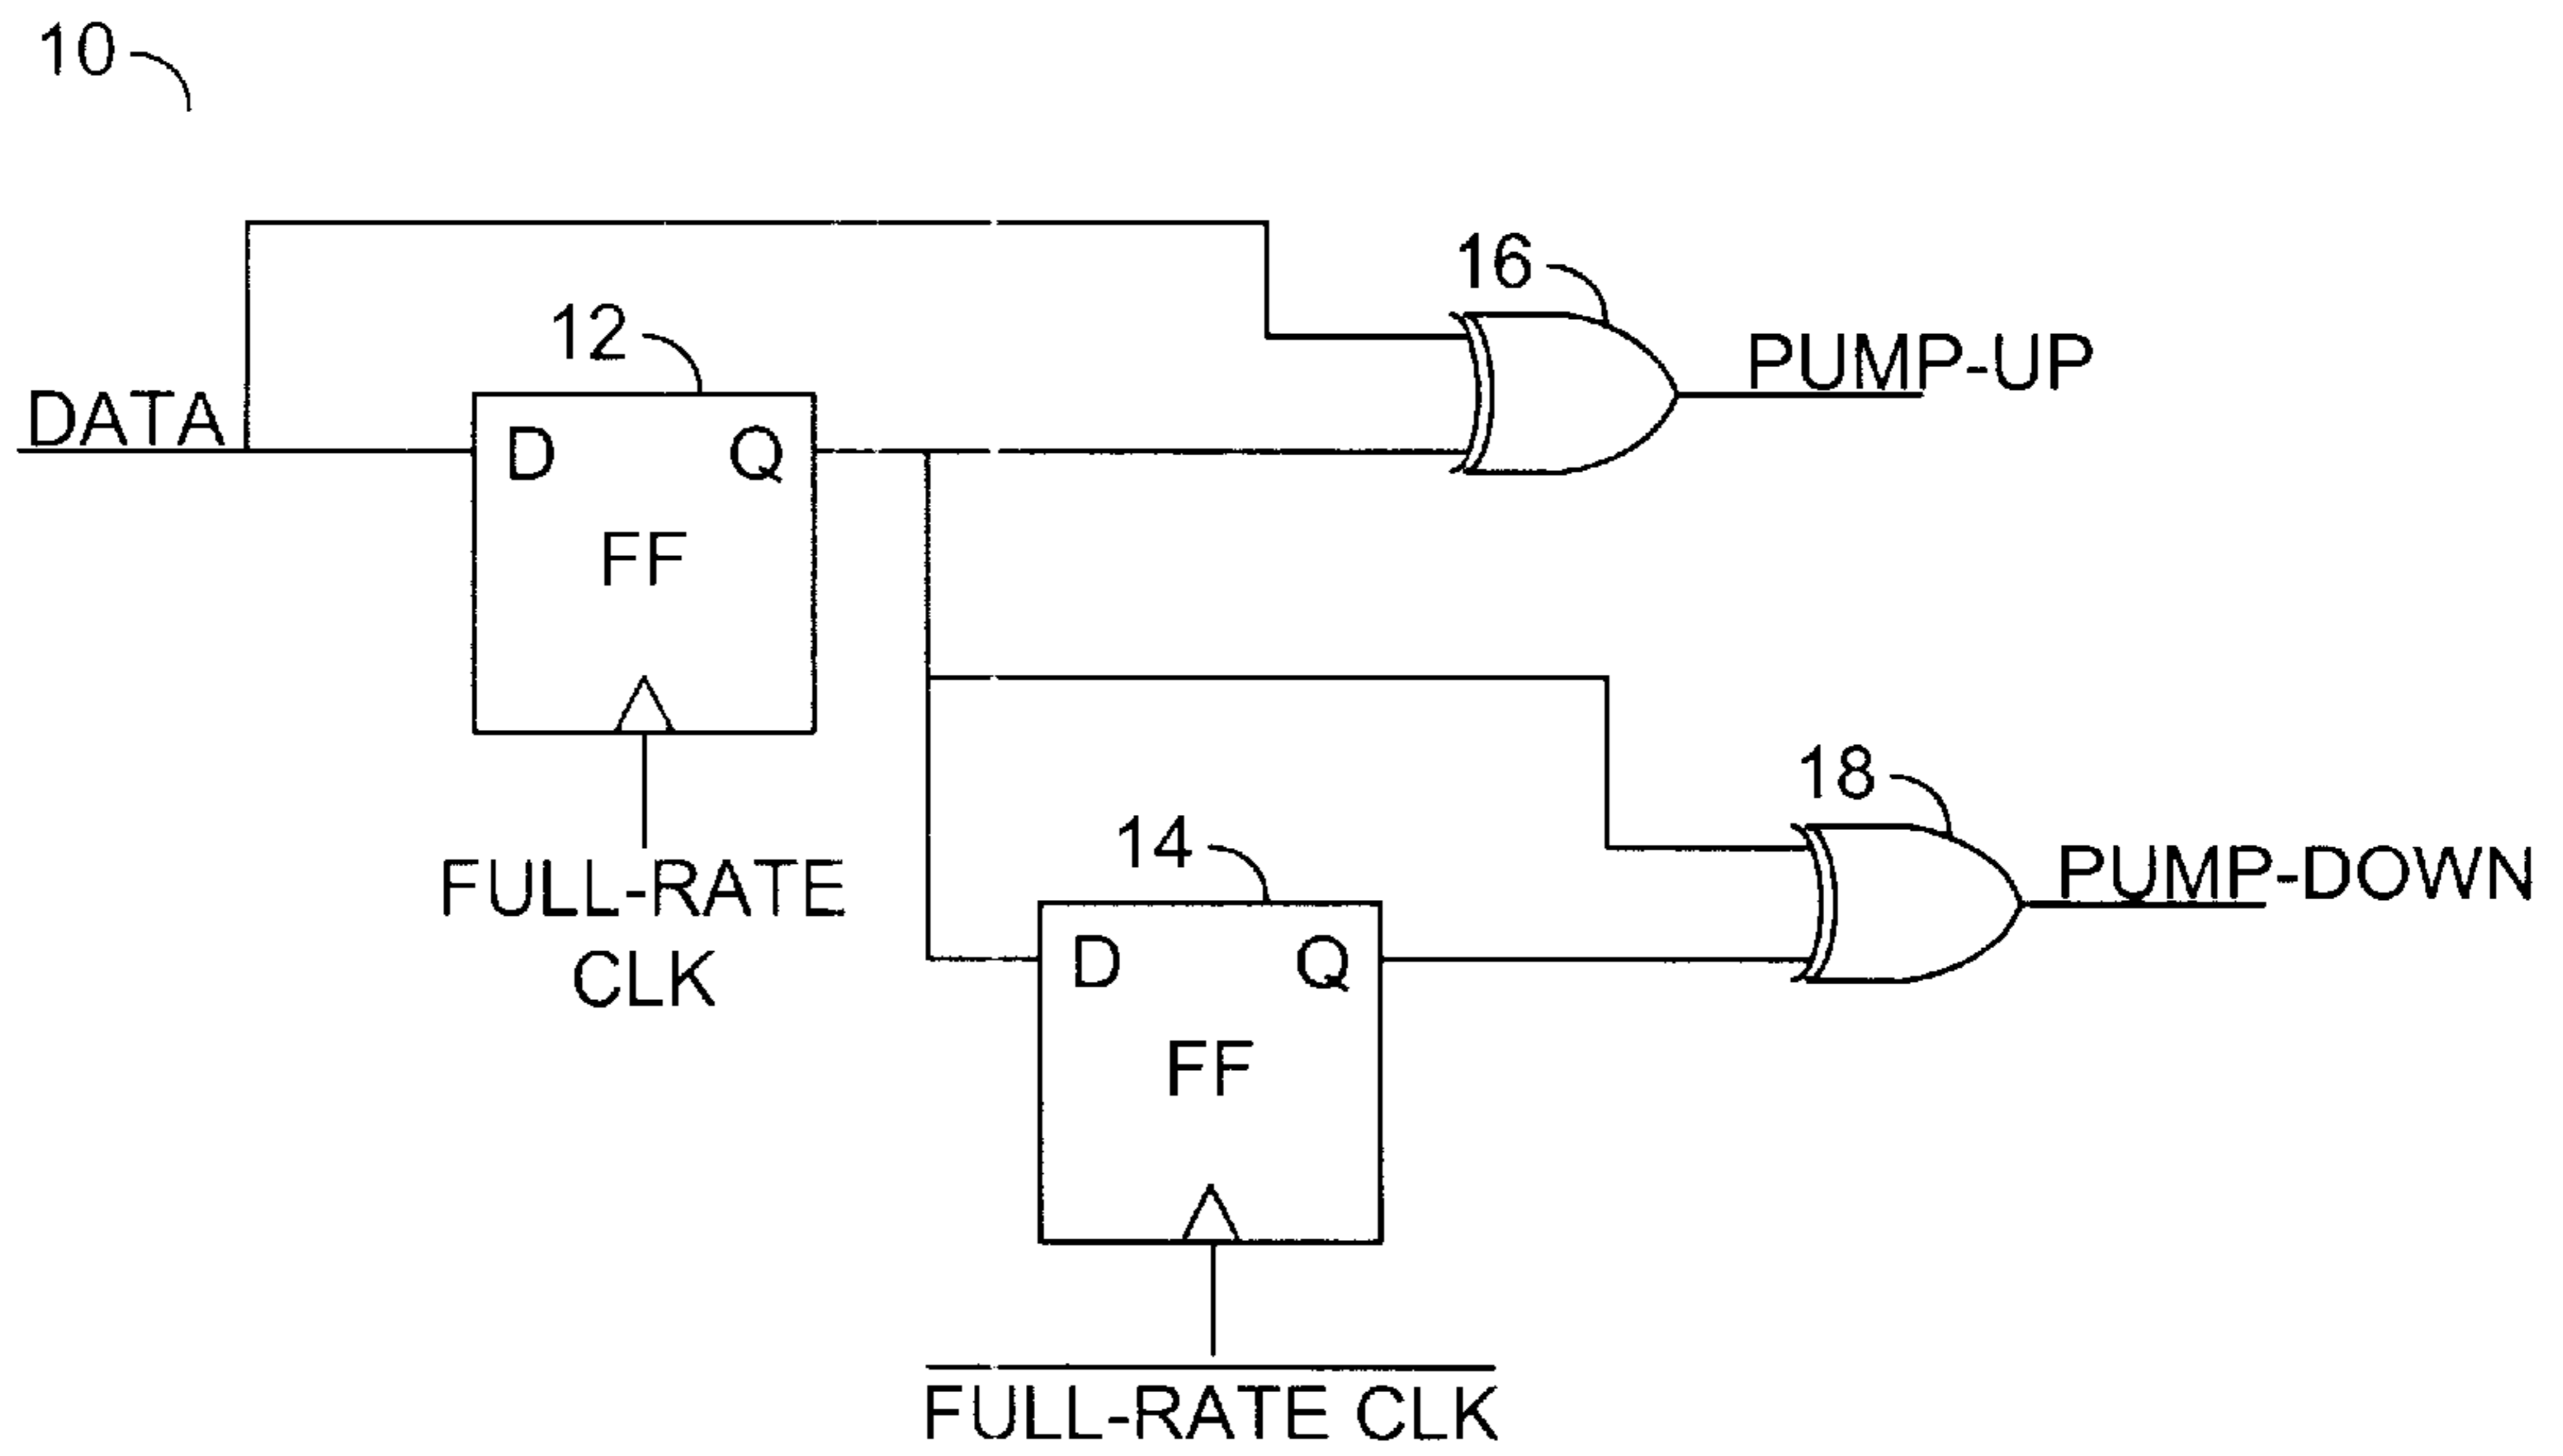 10
16
PUMP-UP
12
DATA
D Q
FF
FULL-RATE
CLK
18
PUMP-DOWN
14
D Q
FF
FULL-RATE CLK